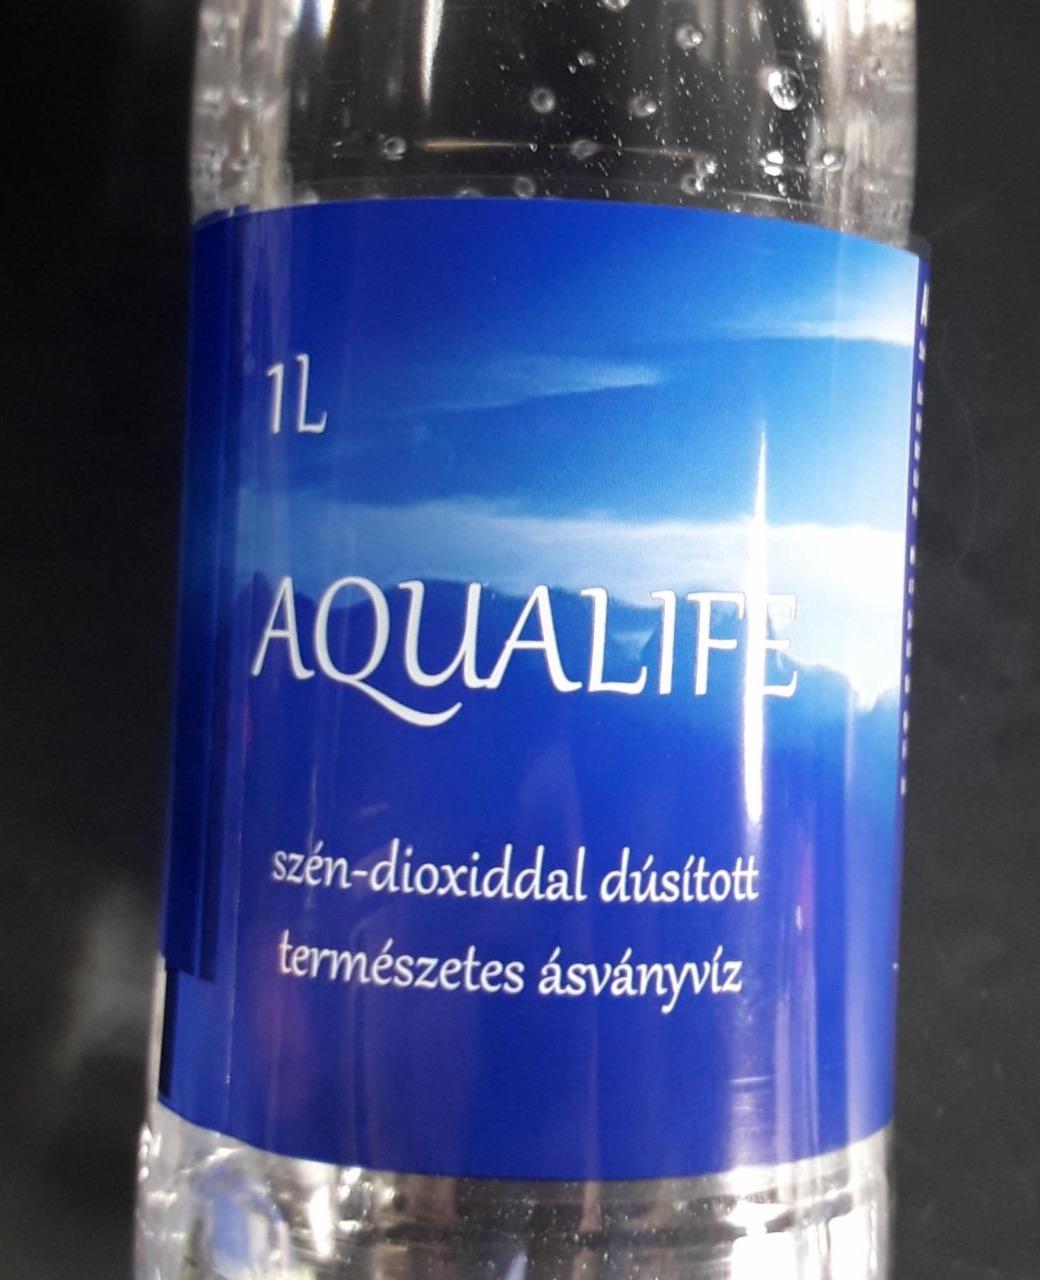 1L
AQUALIFE
szén-dioxiddal dúsított
természetes ásványvíz